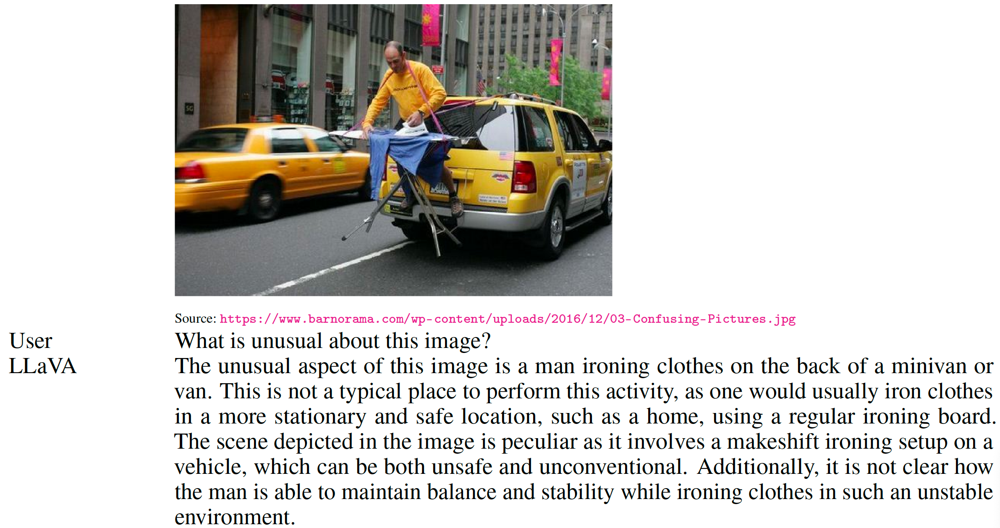 SG
Rowenta
Source: https://www.barnorama.com/wp-content/uploads/2016/12/03-Confusing-Pictures.jpg
User What is unusual about this image?
LLaVA The unusual aspect of this image is a man ironing clothes on the back of a minivan or
van. This is not a typical place to perform this activity, as one would usually iron clothes
in a more stationary and safe location, such as a home, using a regular ironing board.
The scene depicted in the image is peculiar as it involves a makeshift ironing setup on a
vehicle, which can be both unsafe and unconventional. Additionally, it is not clear how
the man is able to maintain balance and stability while ironing clothes in such an unstable
environment.